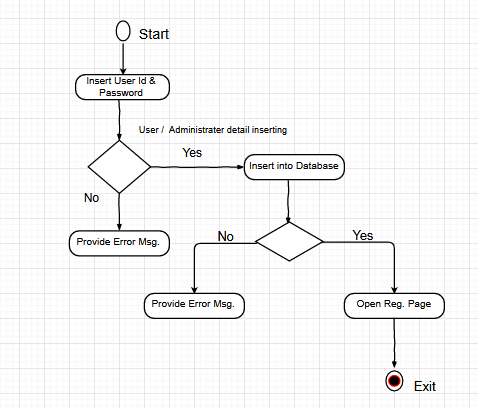 Start
Insert User Id &
Password
User / Administrater detail inserting
Yes
Insert into Database
No
Provide Error Msg.
No
Yes
Provide Error Msg.
Open Reg. Page
Exit